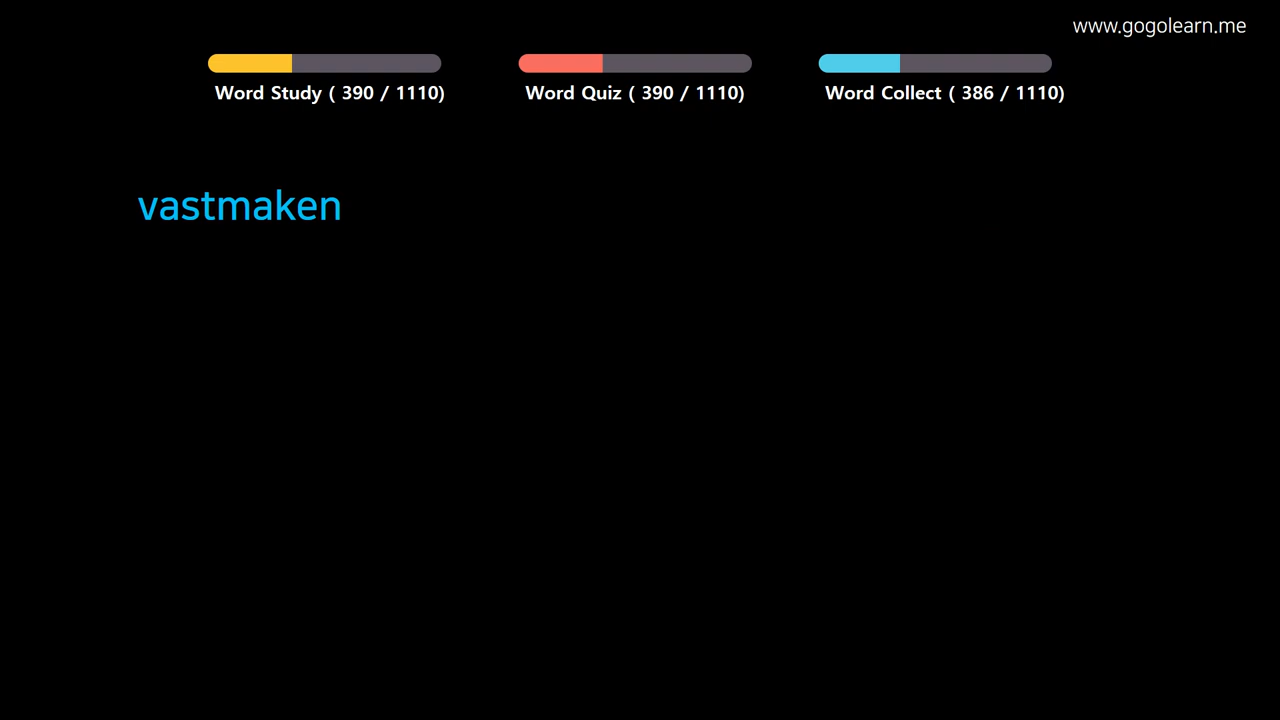 www.gogolearn.me
Word Study ( 390 / 1110)
Word Quiz ( 390 / 1110)
Word Collect ( 386 / 1110)
vastmaken